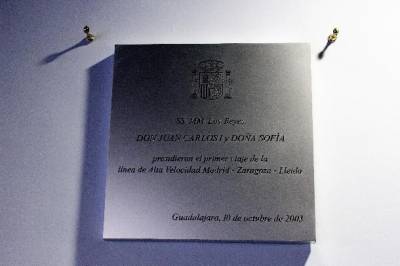 SS. MM. Los Reyes
DON JUAN CARLOS I y DOÑA SOFÍA
presidieron el primer viaje de la
línea de Alta Velocidad Madrid - Zaragoza - Lleida
Guadalajara, 10 de octubre de 2003